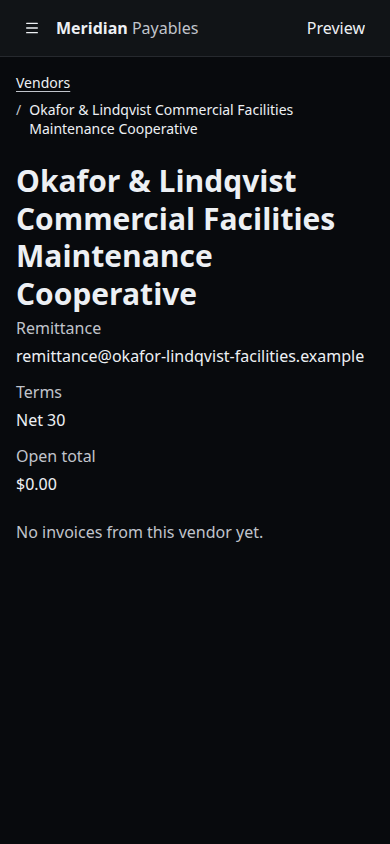 ☰ Meridian Payables Preview
Vendors
/ Okafor & Lindqvist Commercial Facilities
Maintenance Cooperative
Okafor & Lindqvist
Commercial Facilities
Maintenance
Cooperative
Remittance
remittance@okafor-lindqvist-facilities.example
Terms
Net 30
Open total
$0.00
No invoices from this vendor yet.